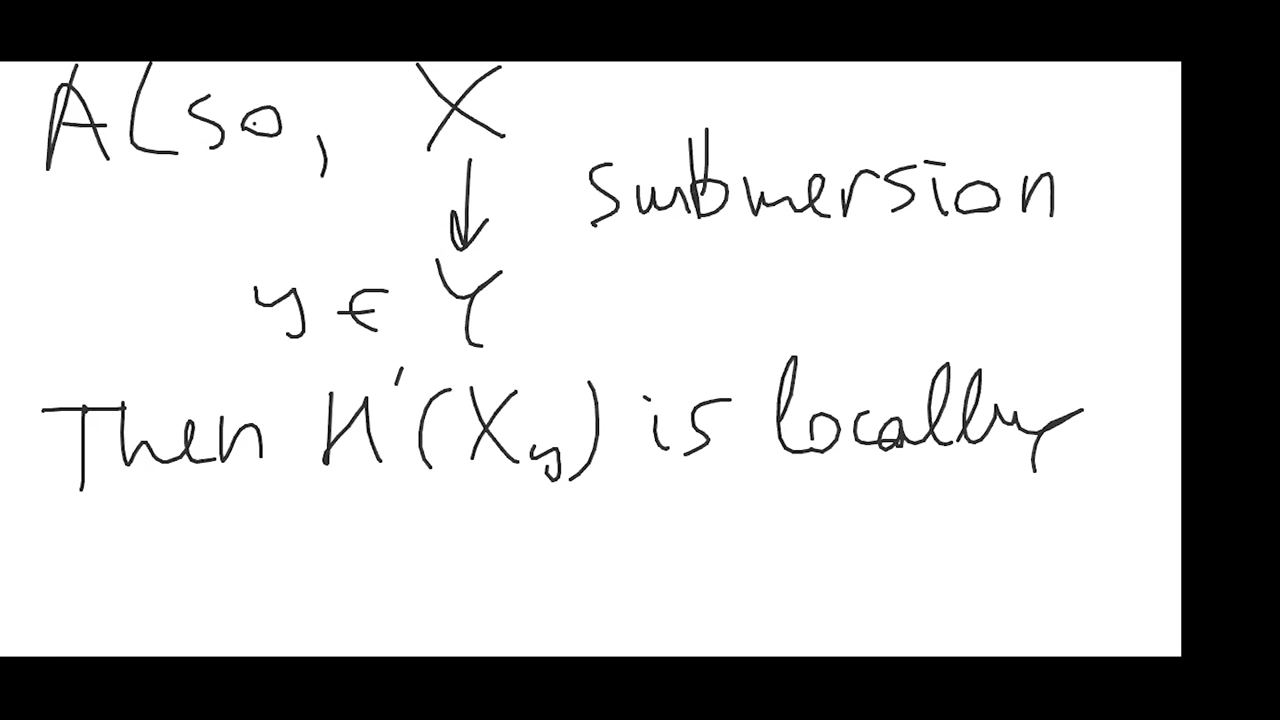 Also, X
↓ submersion
y ∈ Y
Then H'(X_y) is locally